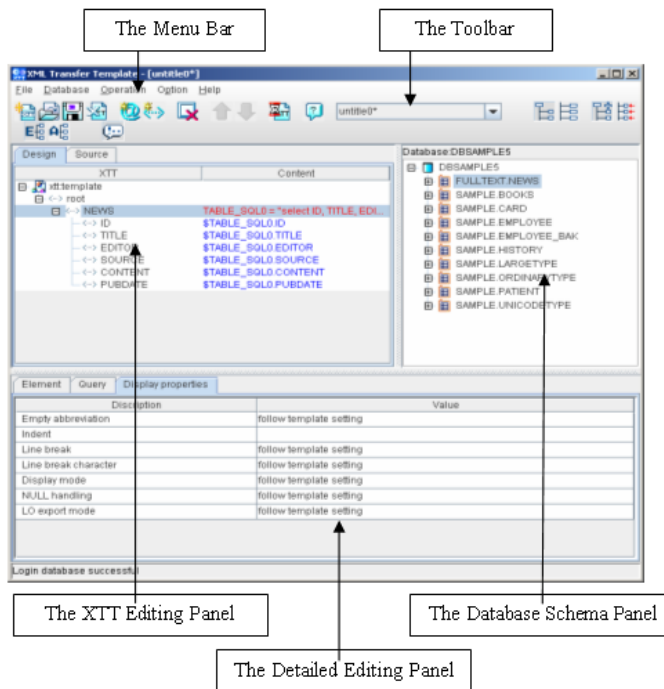 The Menu Bar
The Toolbar
XML Transfer Template - [untitle0*]
File Database Operation Option Help
untitle0*
Design Source
XTT Content
xtt:template
root
NEWS TABLE_SQL0 = "select ID, TITLE, EDI...
ID $TABLE_SQL0.ID
TITLE $TABLE_SQL0.TITLE
EDITOR $TABLE_SQL0.EDITOR
SOURCE $TABLE_SQL0.SOURCE
CONTENT $TABLE_SQL0.CONTENT
PUBDATE $TABLE_SQL0.PUBDATE
Database:DBSAMPLE5
DBSAMPLE5
FULLTEXT.NEWS
SAMPLE.BOOKS
SAMPLE.CARD
SAMPLE.EMPLOYEE
SAMPLE.EMPLOYEE_BAK
SAMPLE.HISTORY
SAMPLE.LARGETYPE
SAMPLE.ORDINARYTYPE
SAMPLE.PATIENT
SAMPLE.UNICODETYPE
Element Query Display properties
Discription Value
Empty abbreviation follow template setting
Indent
Line break follow template setting
Line break character follow template setting
Display mode follow template setting
NULL handling follow template setting
LO export mode follow template setting
Login database successful
The XTT Editing Panel
The Database Schema Panel
The Detailed Editing Panel